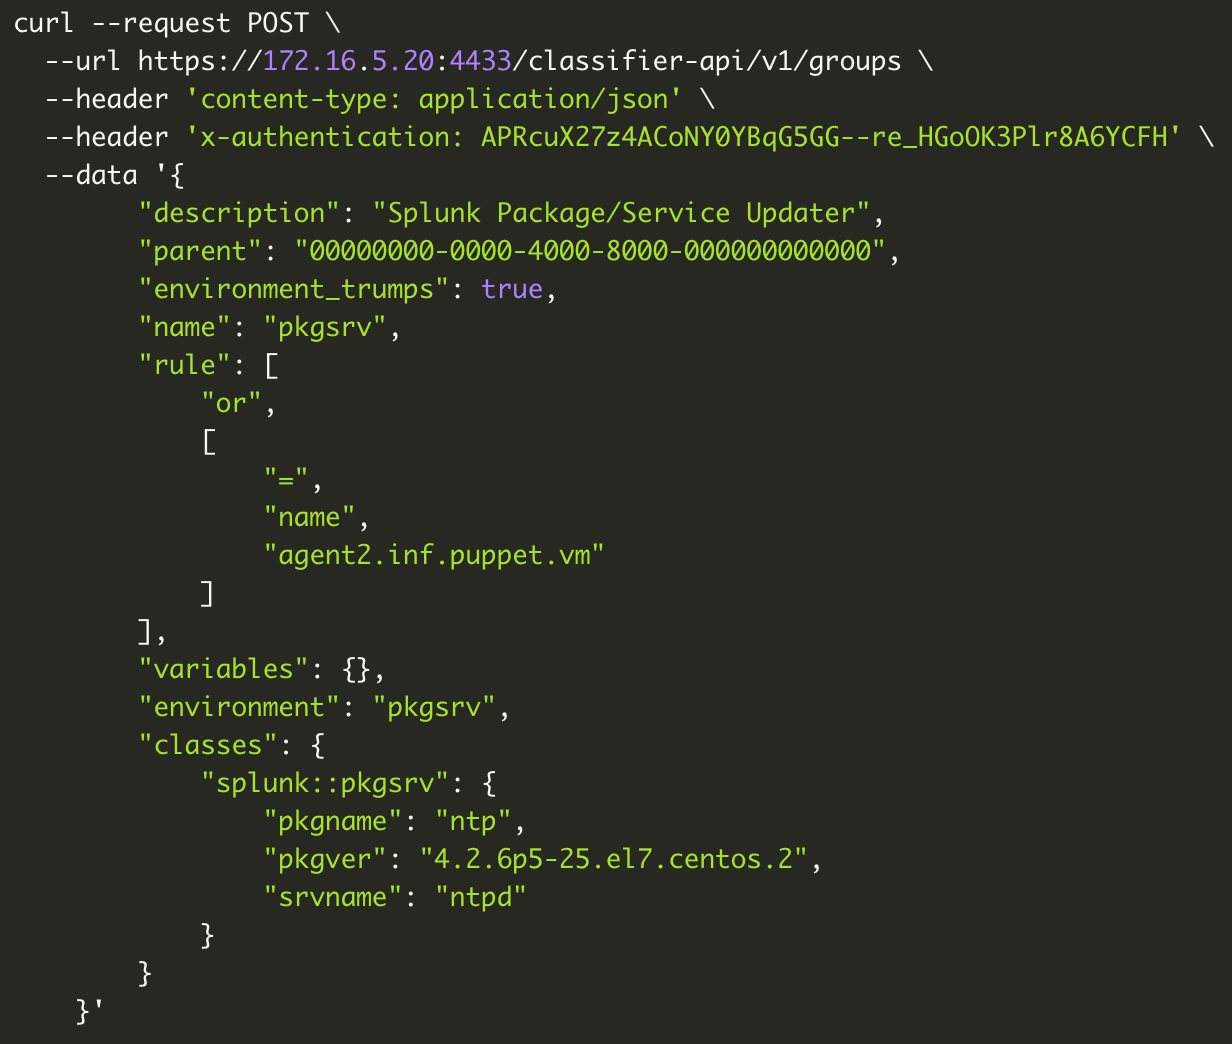 curl --request POST \
  --url https://172.16.5.20:4433/classifier-api/v1/groups \
  --header 'content-type: application/json' \
  --header 'x-authentication: APRcuX27z4ACoNY0YBqG5GG--re_HGoOK3Plr8A6YCFH' \
  --data '{
        "description": "Splunk Package/Service Updater",
        "parent": "00000000-0000-4000-8000-000000000000",
        "environment_trumps": true,
        "name": "pkgsrv",
        "rule": [
            "or",
            [
                "=",
                "name",
                "agent2.inf.puppet.vm"
            ]
        ],
        "variables": {},
        "environment": "pkgsrv",
        "classes": {
            "splunk::pkgsrv": {
                "pkgname": "ntp",
                "pkgver": "4.2.6p5-25.el7.centos.2",
                "srvname": "ntpd"
            }
        }
    }'